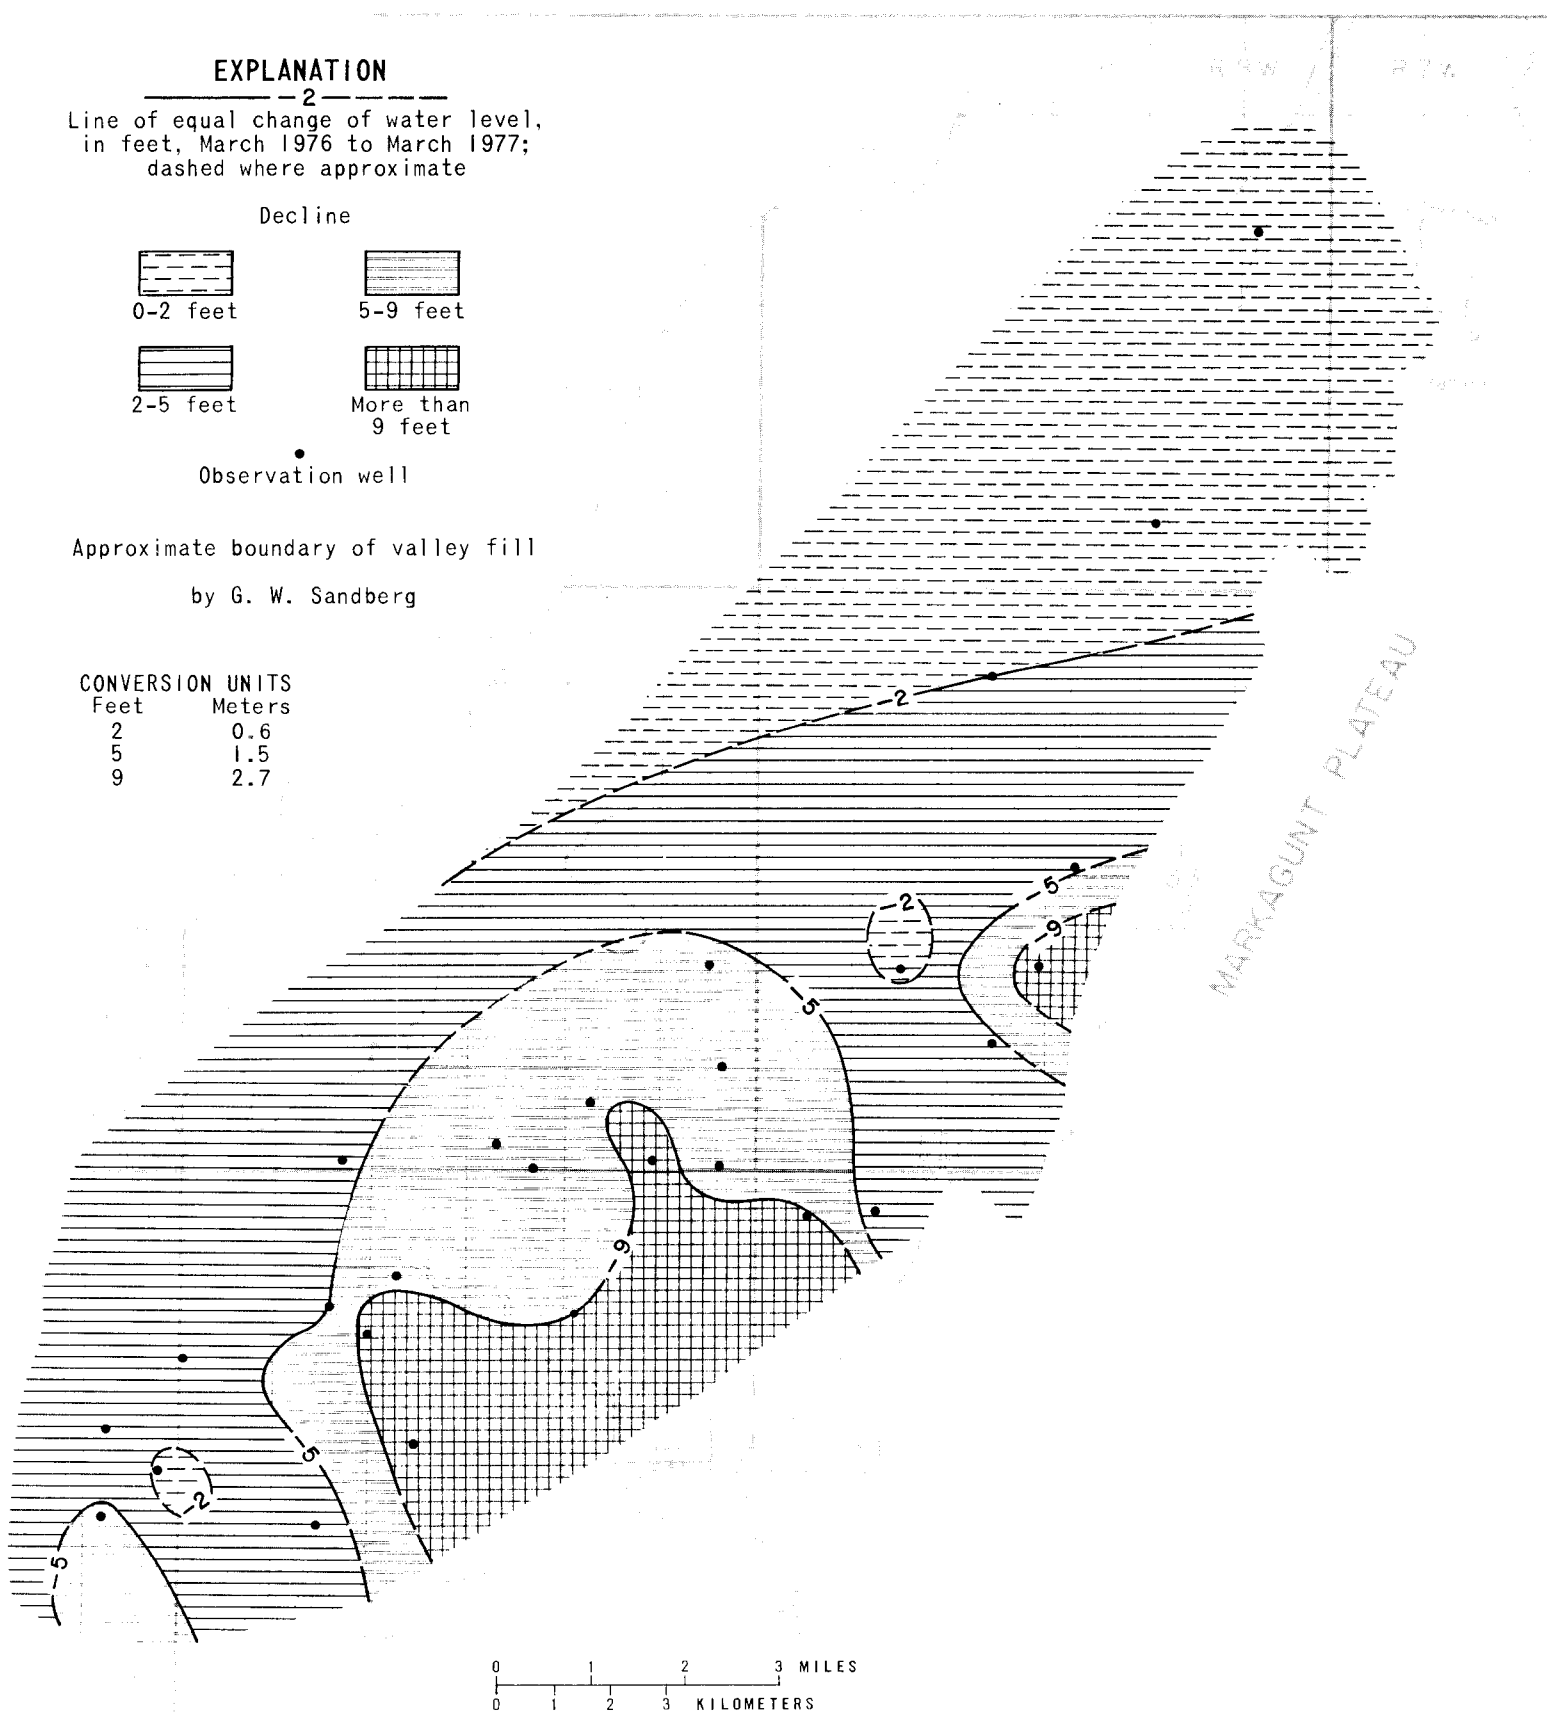 EXPLANATION
2
Line of equal change of water level,
in feet, March 1976 to March 1977;
dashed where approximate
Decline
0-2 feet
5-9 feet
2-5 feet
More than
9 feet
Observation well
Approximate boundary of valley fill
by G. W. Sandberg
CONVERSION UNITS
Feet Meters
2 0.6
5 1.5
9 2.7
R 7 W
MARKAGUNT PLATEAU
2
5
2
9
5
9
5
2
5
0 1 2 3 MILES
0 1 2 3 KILOMETERS